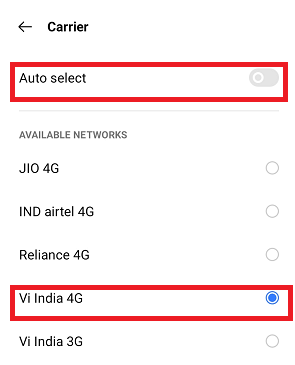 Carrier
Auto select
AVAILABLE NETWORKS
JIO 4G
IND airtel 4G
Reliance 4G
Vi India 4G
Vi India 3G